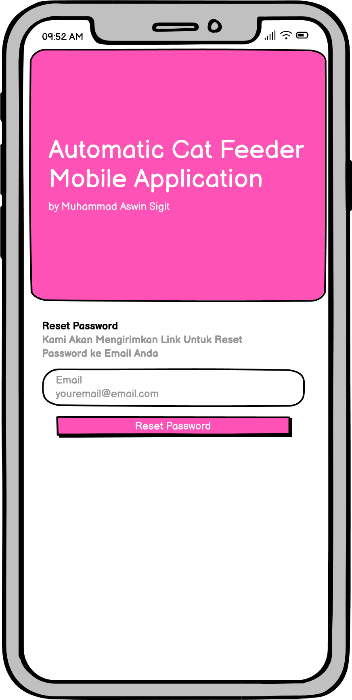 09:52 AM
Automatic Cat Feeder
Mobile Application
by Muhammad Aswin Sigit
Reset Password
Kami Akan Mengirimkan Link Untuk Reset
Password ke Email Anda
Email
youremail@email.com
Reset Password